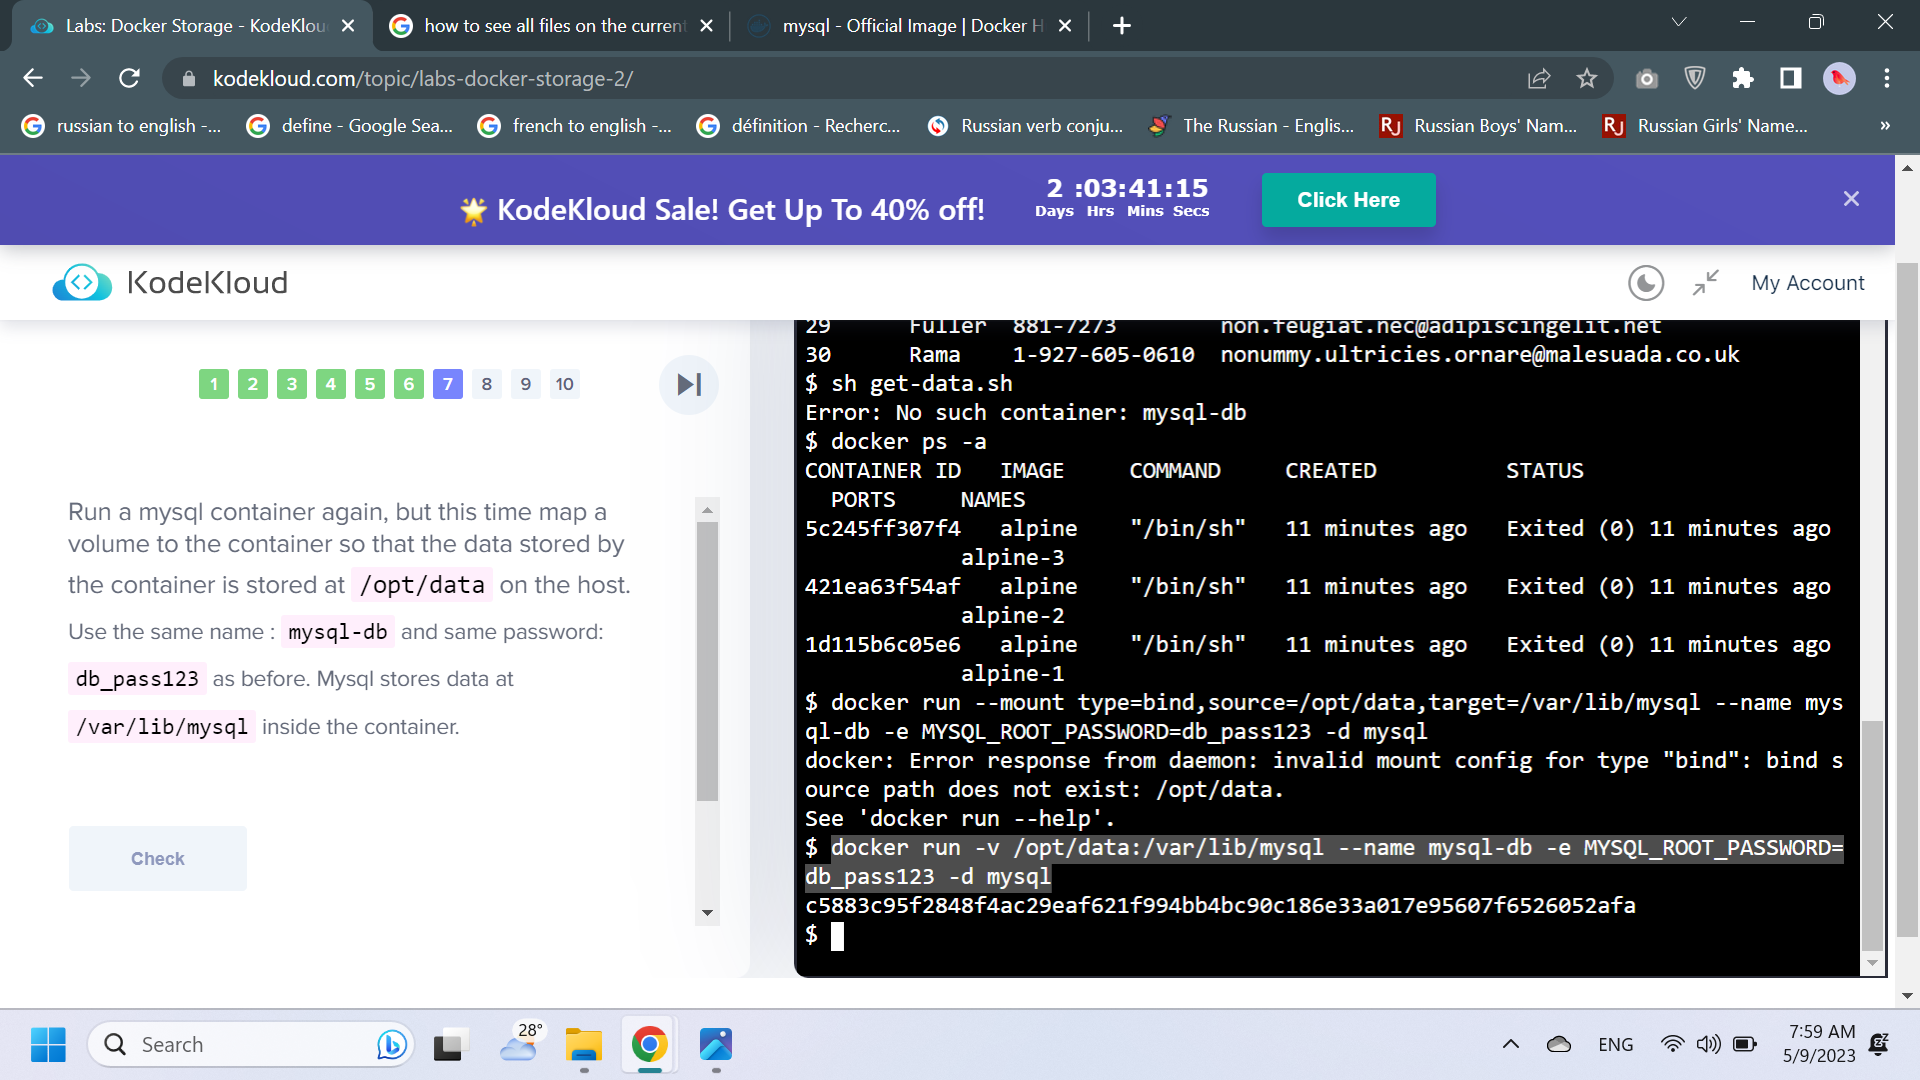 Labs: Docker Storage - KodeKlou
how to see all files on the current
mysql - Official Image | Docker H
kodekloud.com/topic/labs-docker-storage-2/
russian to english -...
define - Google Sea...
french to english -...
définition - Recherc...
Russian verb conju...
The Russian - Englis...
RJ Russian Boys' Nam...
RJ Russian Girls' Name...
»
🌟 KodeKloud Sale! Get Up To 40% off!
2 :03:41:15
Days Hrs Mins Secs
Click Here
KodeKloud
My Account
1 2 3 4 5 6 7 8 9 10
Run a mysql container again, but this time map a
volume to the container so that the data stored by
the container is stored at /opt/data on the host.
Use the same name : mysql-db and same password:
db_pass123 as before. Mysql stores data at
/var/lib/mysql inside the container.
Check
29 Fuller 881-7273 non.feugiat.nec@adipiscingelit.net
30 Rama 1-927-605-0610 nonummy.ultricies.ornare@malesuada.co.uk
$ sh get-data.sh
Error: No such container: mysql-db
$ docker ps -a
CONTAINER ID IMAGE COMMAND CREATED STATUS
PORTS NAMES
5c245ff307f4 alpine "/bin/sh" 11 minutes ago Exited (0) 11 minutes ago
alpine-3
421ea63f54af alpine "/bin/sh" 11 minutes ago Exited (0) 11 minutes ago
alpine-2
1d115b6c05e6 alpine "/bin/sh" 11 minutes ago Exited (0) 11 minutes ago
alpine-1
$ docker run --mount type=bind,source=/opt/data,target=/var/lib/mysql --name mys
ql-db -e MYSQL_ROOT_PASSWORD=db_pass123 -d mysql
docker: Error response from daemon: invalid mount config for type "bind": bind s
ource path does not exist: /opt/data.
See 'docker run --help'.
$ docker run -v /opt/data:/var/lib/mysql --name mysql-db -e MYSQL_ROOT_PASSWORD=
db_pass123 -d mysql
c5883c95f2848f4ac29eaf621f994bb4bc90c186e33a017e95607f6526052afa
$
Search
28°
ENG
7:59 AM
5/9/2023